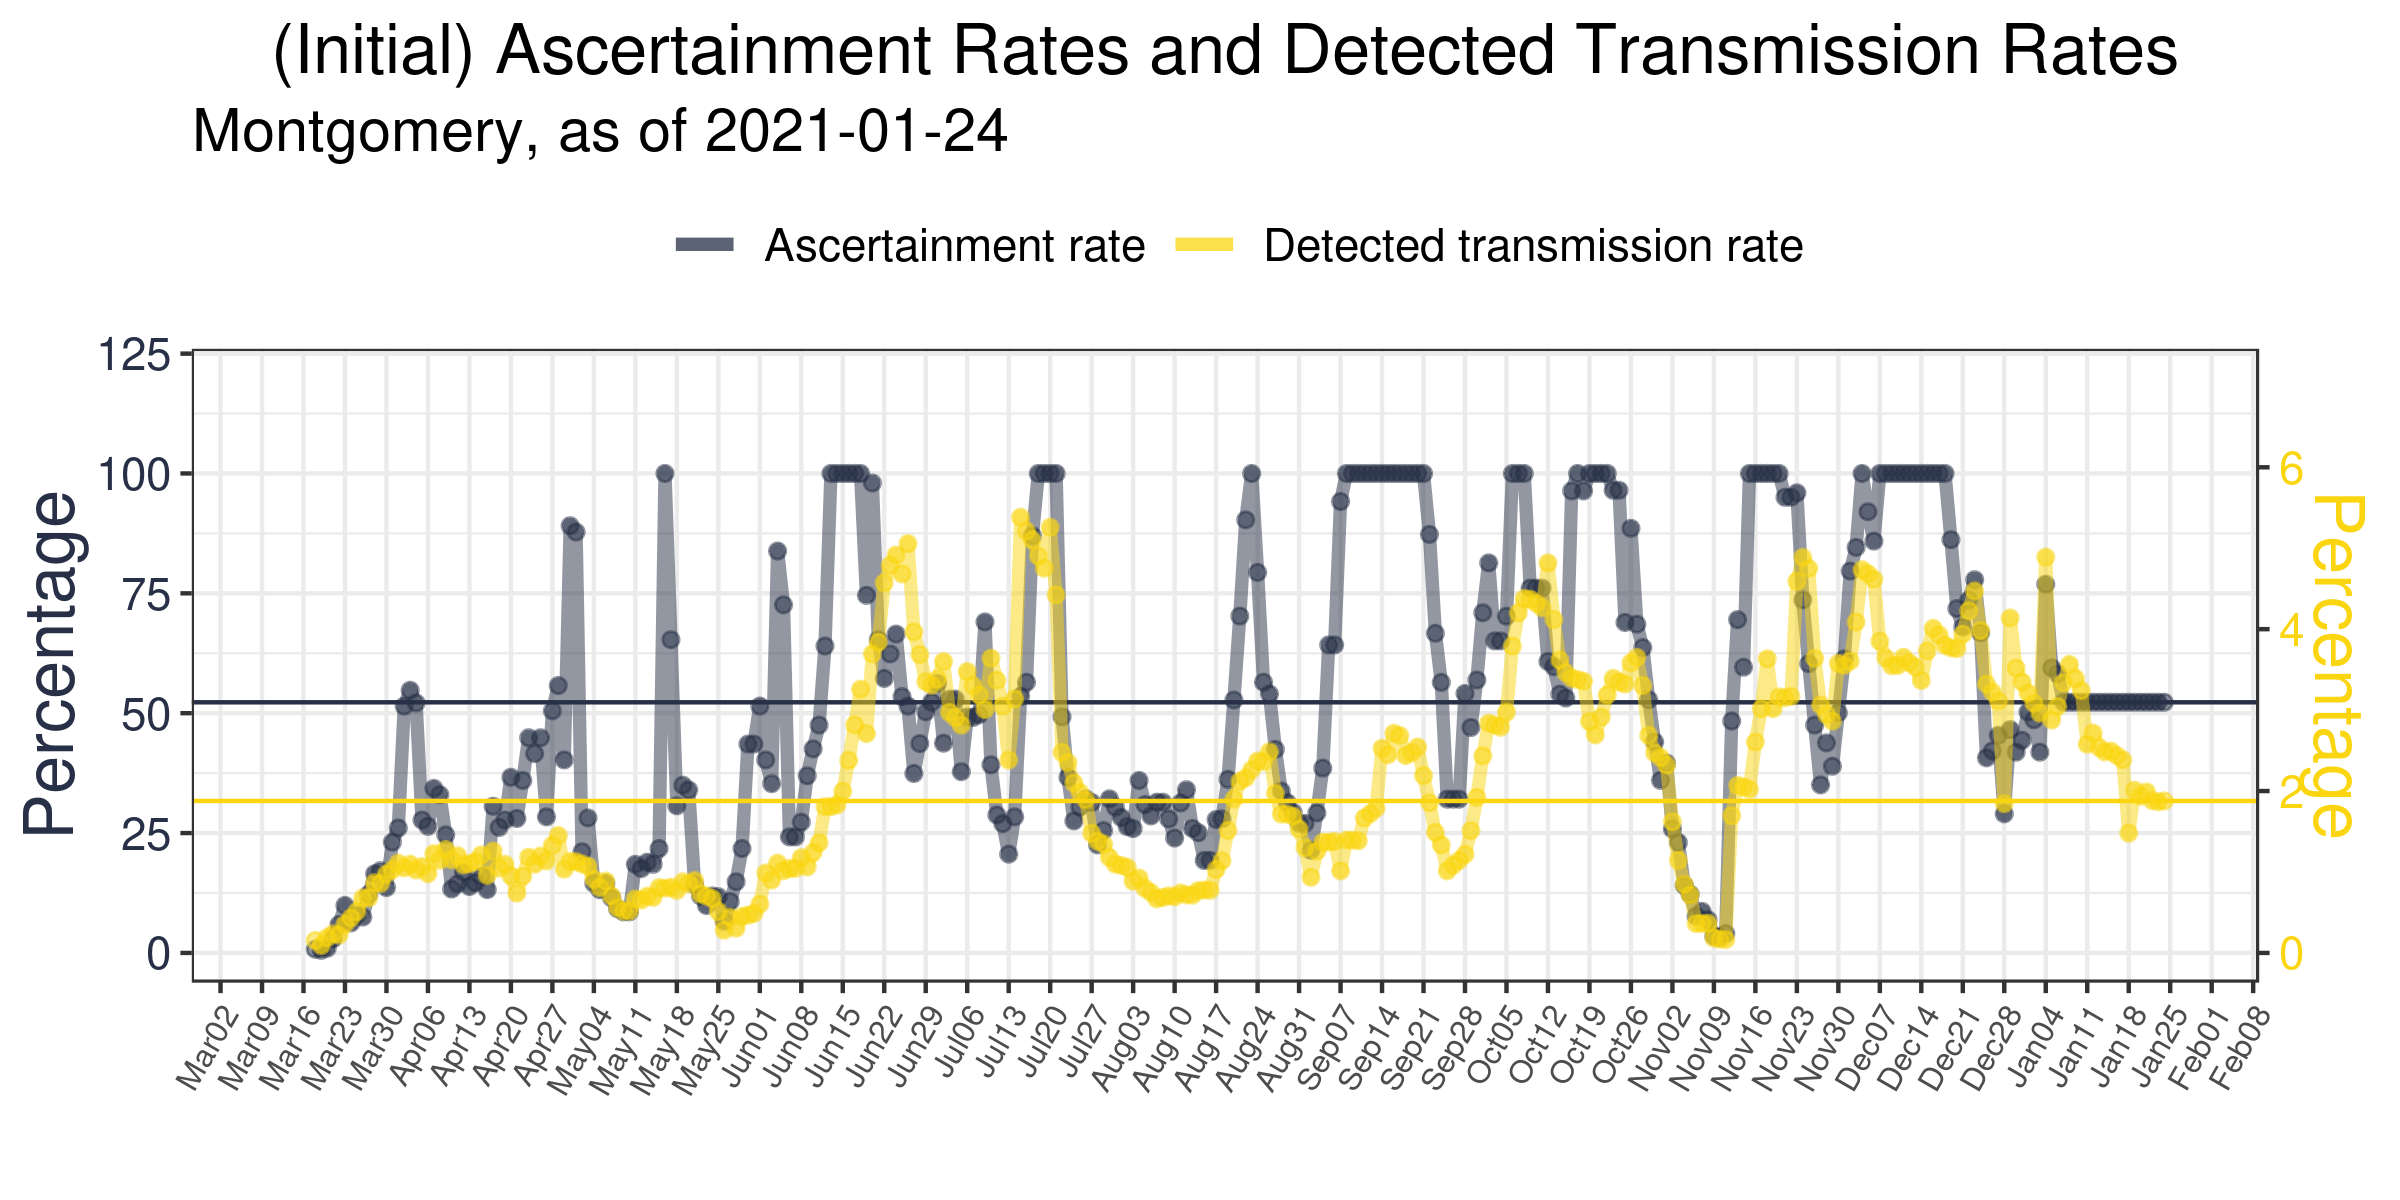 (Initial) Ascertainment Rates and Detected Transmission Rates
Montgomery, as of 2021-01-24
Ascertainment rate
Detected transmission rate
Percentage
125
100
75
50
25
0
6
4
2
0
Percentage
Mar02
Mar09
Mar16
Mar23
Mar30
Apr06
Apr13
Apr20
Apr27
May04
May11
May18
May25
Jun01
Jun08
Jun15
Jun22
Jun29
Jul06
Jul13
Jul20
Jul27
Aug03
Aug10
Aug17
Aug24
Aug31
Sep07
Sep14
Sep21
Sep28
Oct05
Oct12
Oct19
Oct26
Nov02
Nov09
Nov16
Nov23
Nov30
Dec07
Dec14
Dec21
Dec28
Jan04
Jan11
Jan18
Jan25
Feb01
Feb08